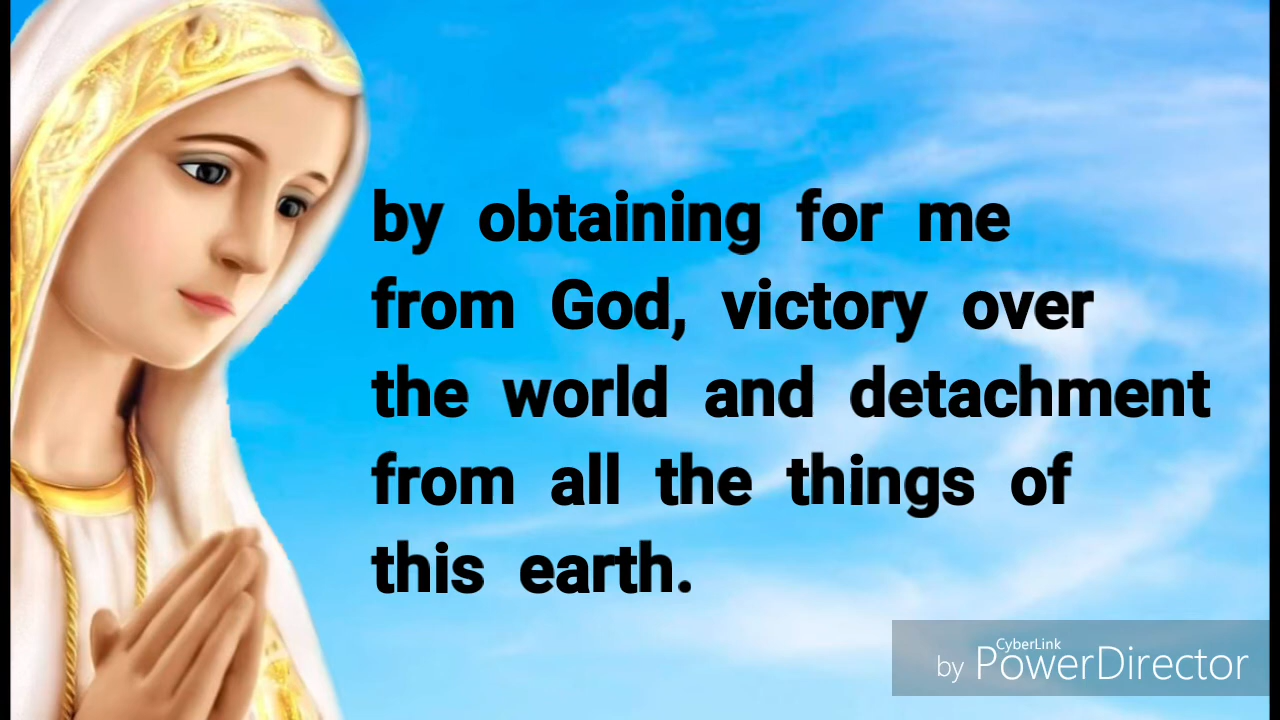 by obtaining for me
from God, victory over
the world and detachment
from all the things of
this earth.
CyberLink
by PowerDirector